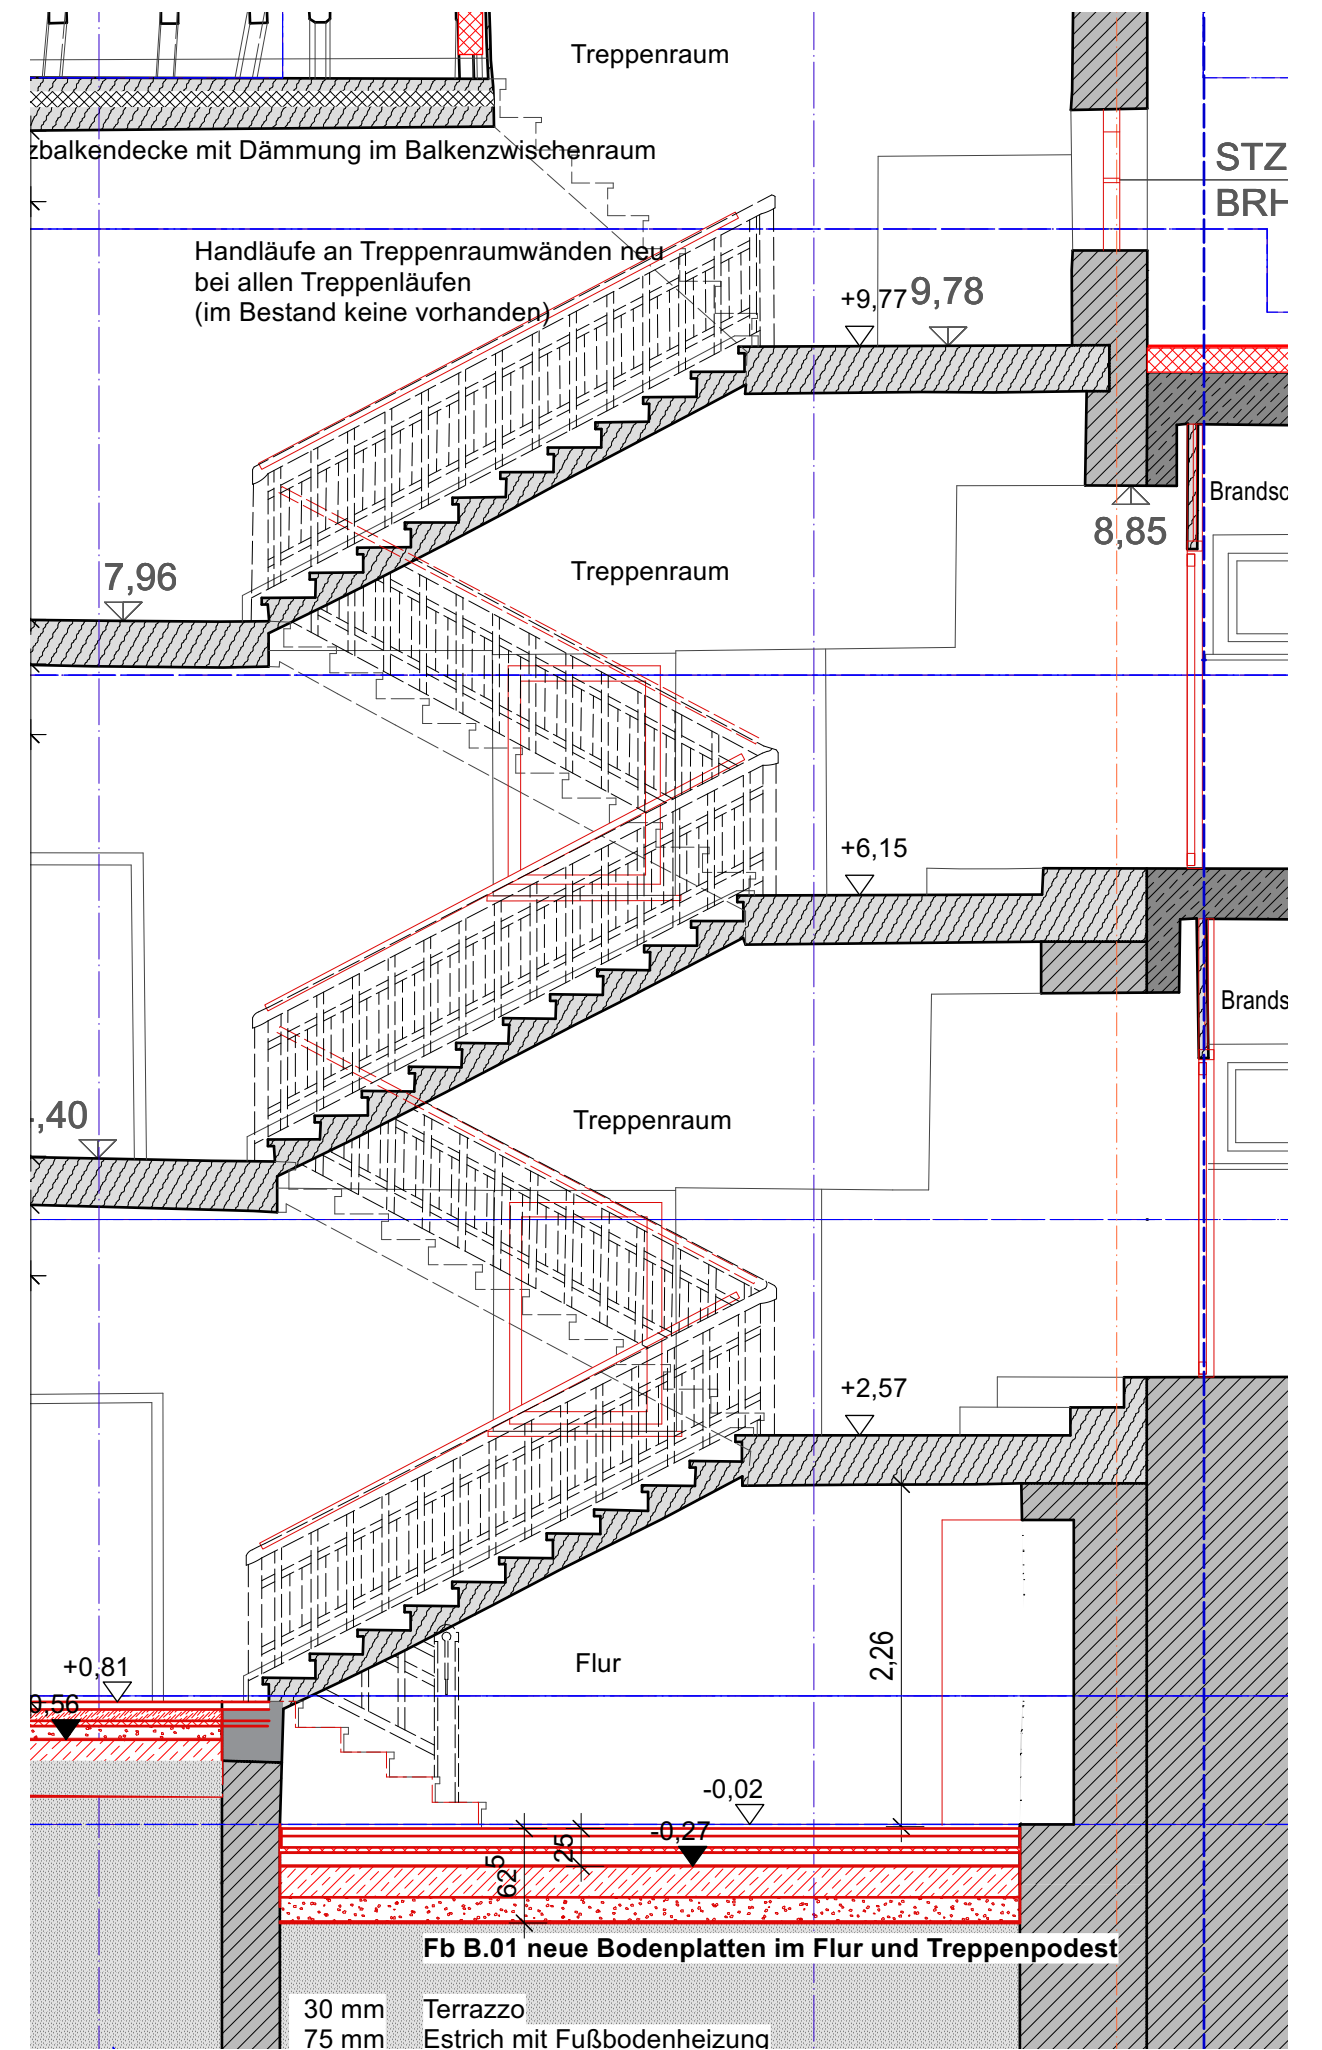 Treppenraum
zbalkendecke mit Dämmung im Balkenzwischenraum
STZ
BRH
Handläufe an Treppenraumwänden neu
bei allen Treppenläufen
(im Bestand keine vorhanden)
+9,77
9,78
Brandsc
8,85
7,96
Treppenraum
+6,15
Brands
,40
Treppenraum
+2,57
2,26
Flur
+0,81
0,56
-0,02
-0,27
25
62⁵
Fb B.01 neue Bodenplatten im Flur und Treppenpodest
30 mm Terrazzo
75 mm Estrich mit Fußbodenheizung